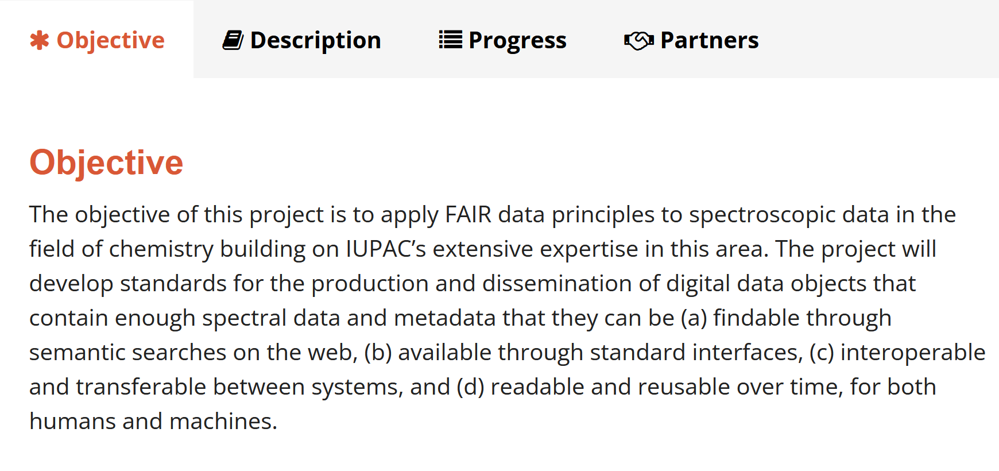 Objective Description Progress Partners
Objective
The objective of this project is to apply FAIR data principles to spectroscopic data in the
field of chemistry building on IUPAC’s extensive expertise in this area. The project will
develop standards for the production and dissemination of digital data objects that
contain enough spectral data and metadata that they can be (a) findable through
semantic searches on the web, (b) available through standard interfaces, (c) interoperable
and transferable between systems, and (d) readable and reusable over time, for both
humans and machines.